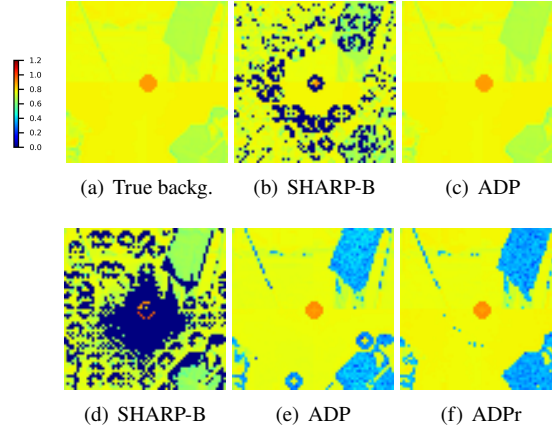 1.2
1.0
0.8
0.6
0.4
0.2
0.0
(a) True backg.
(b) SHARP-B
(c) ADP
(d) SHARP-B
(e) ADP
(f) ADPr